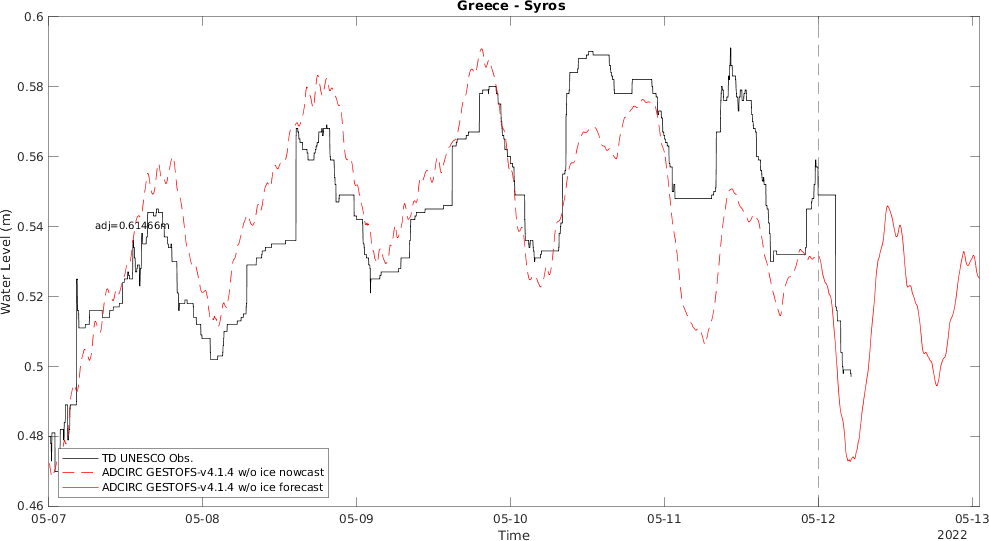 Greece - Syros
0.6
0.58
0.56
0.54
0.52
0.5
0.48
0.46
Water Level (m)
adj=0.61466m
TD UNESCO Obs.
ADCIRC GESTOFS-v4.1.4 w/o ice nowcast
ADCIRC GESTOFS-v4.1.4 w/o ice forecast
05-07 05-08 05-09 05-10 05-11 05-12 05-13
Time
2022